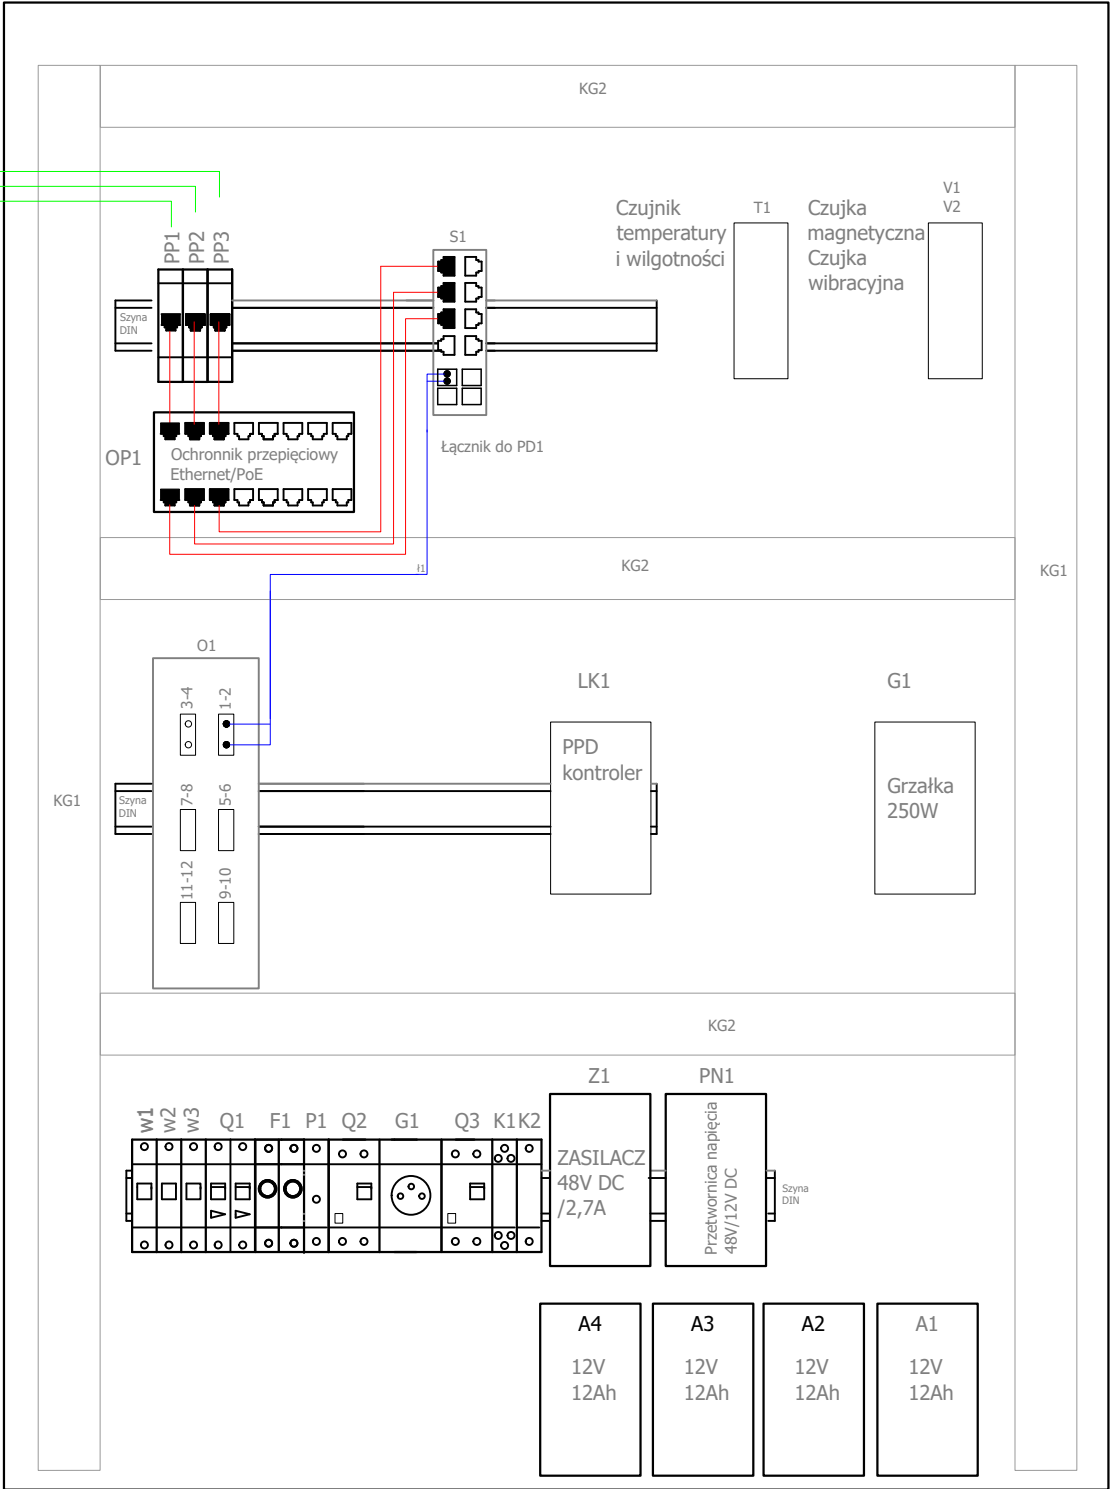 KG2
V1
V2
T1
Czujnik
temperatury
i wilgotności
Czujka
magnetyczna
Czujka
wibracyjna
PP1
PP2
PP3
S1
Szyna
DIN
OP1
Ochronnik przepięciowy
Ethernet/PoE
Łącznik do PD1
ł1
KG2
KG1
O1
3-4
1-2
7-8
5-6
11-12
9-10
LK1
PPD
kontroler
G1
Grzałka
250W
KG1
Szyna
DIN
KG2
w1
w2
w3
Q1
F1
P1
Q2
G1
Q3
K1
K2
Z1
ZASILACZ
48V DC
/2,7A
PN1
Przetwornica napięcia
48V/12V DC
Szyna
DIN
A4
12V
12Ah
A3
12V
12Ah
A2
12V
12Ah
A1
12V
12Ah